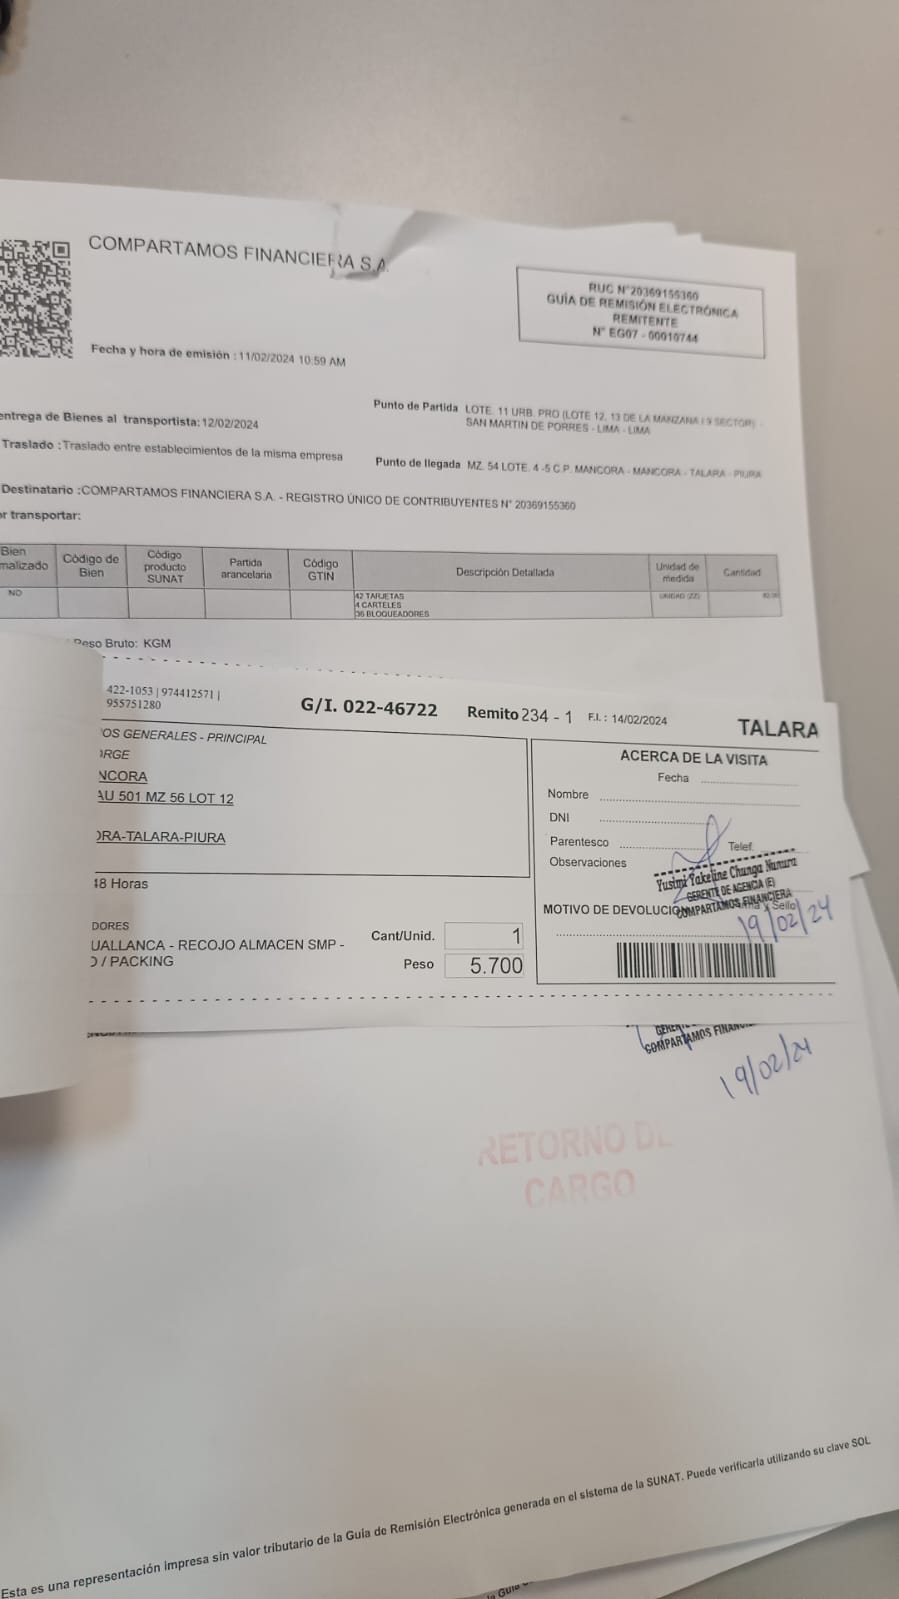 COMPARTAMOS FINANCIERA S.A.
RUC N°20369155360
GUÍA DE REMISIÓN ELECTRÓNICA
REMITENTE
N° EG07 - 00010744
Fecha y hora de emisión : 11/02/2024 10:59 AM
entrega de Bienes al transportista: 12/02/2024
Punto de Partida LOTE. 11 URB. PRO (LOTE 12, 13 DE LA MANZANA I 9 SECTOR) -
SAN MARTIN DE PORRES - LIMA - LIMA
Traslado : Traslado entre establecimientos de la misma empresa
Punto de llegada MZ. 54 LOTE. 4 -5 C.P. MANCORA - MANCORA - TALARA - PIURA
Destinatario :COMPARTAMOS FINANCIERA S.A. - REGISTRO ÚNICO DE CONTRIBUYENTES N° 20369155360
or transportar:
Bien
malizado
Código de
Bien
Código
producto
SUNAT
Partida
arancelaria
Código
GTIN
Descripción Detallada
Unidad de
medida
Cantidad
NO
42 TARJETAS
4 CARTELES
36 BLOQUEADORES
UNIDAD (ZZ)
Peso Bruto: KGM
422-1053 | 974412571 |
955751280
G/I. 022-46722
Remito 234 - 1
F.I. : 14/02/2024
TALARA
OS GENERALES - PRINCIPAL
ORGE
NCORA
AU 501 MZ 56 LOT 12
ORA-TALARA-PIURA
48 Horas
DORES
UALLANCA - RECOJO ALMACEN SMP -
O / PACKING
Cant/Unid. 1
Peso 5.700
ACERCA DE LA VISITA
Fecha
Nombre
DNI
Parentesco
Telef.
Observaciones
Yusimi Yakeline Chunga Nunura
GERENTE DE AGENCIA (E)
COMPARTAMOS FINANCIERA
MOTIVO DE DEVOLUCIO
y Sello
19/02/24
COMPARTAMOS FINANC
19/02/24
RETORNO DE
CARGO
Esta es una representación impresa sin valor tributario de la Guía de Remisión Electrónica generada en el sistema de la SUNAT. Puede verificarla utilizando su clave SOL
la Guía